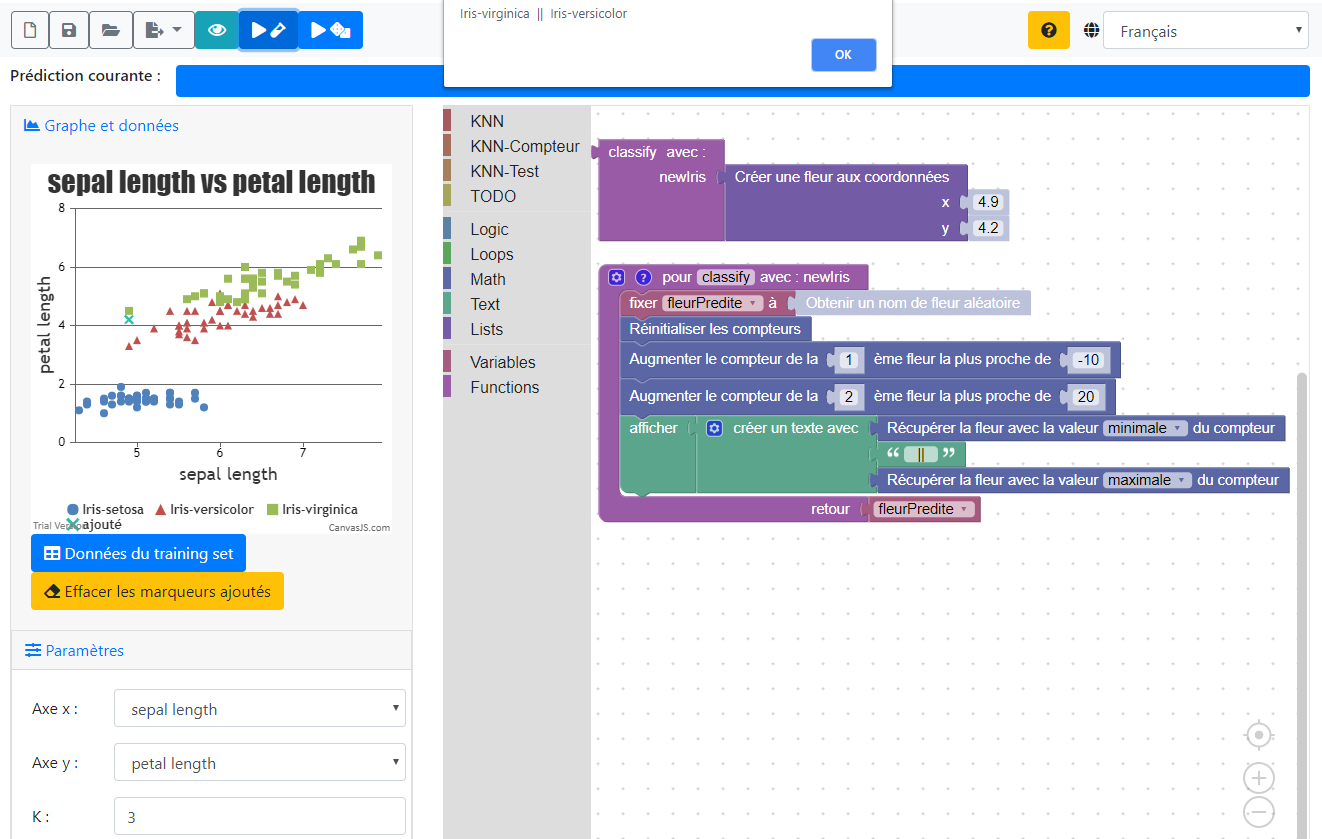 Iris-virginica || Iris-versicolor
OK
Français
Prédiction courante :
Graphe et données
sepal length vs petal length
8
6
4
2
0
petal length
5
6
7
sepal length
Iris-setosa
Iris-versicolor
Iris-virginica
Trial Version
ajouté
CanvasJS.com
Données du training set
Effacer les marqueurs ajoutés
Paramètres
Axe x :
sepal length
Axe y :
petal length
K :
3
KNN
KNN-Compteur
KNN-Test
TODO
Logic
Loops
Math
Text
Lists
Variables
Functions
classify avec :
newIris
Créer une fleur aux coordonnées
x 4.9
y 4.2
pour classify avec : newIris
fixer fleurPredite à Obtenir un nom de fleur aléatoire
Réinitialiser les compteurs
Augmenter le compteur de la 1 ème fleur la plus proche de -10
Augmenter le compteur de la 2 ème fleur la plus proche de 20
afficher créer un texte avec Récupérer la fleur avec la valeur minimale du compteur
“ || ”
Récupérer la fleur avec la valeur maximale du compteur
retour fleurPredite